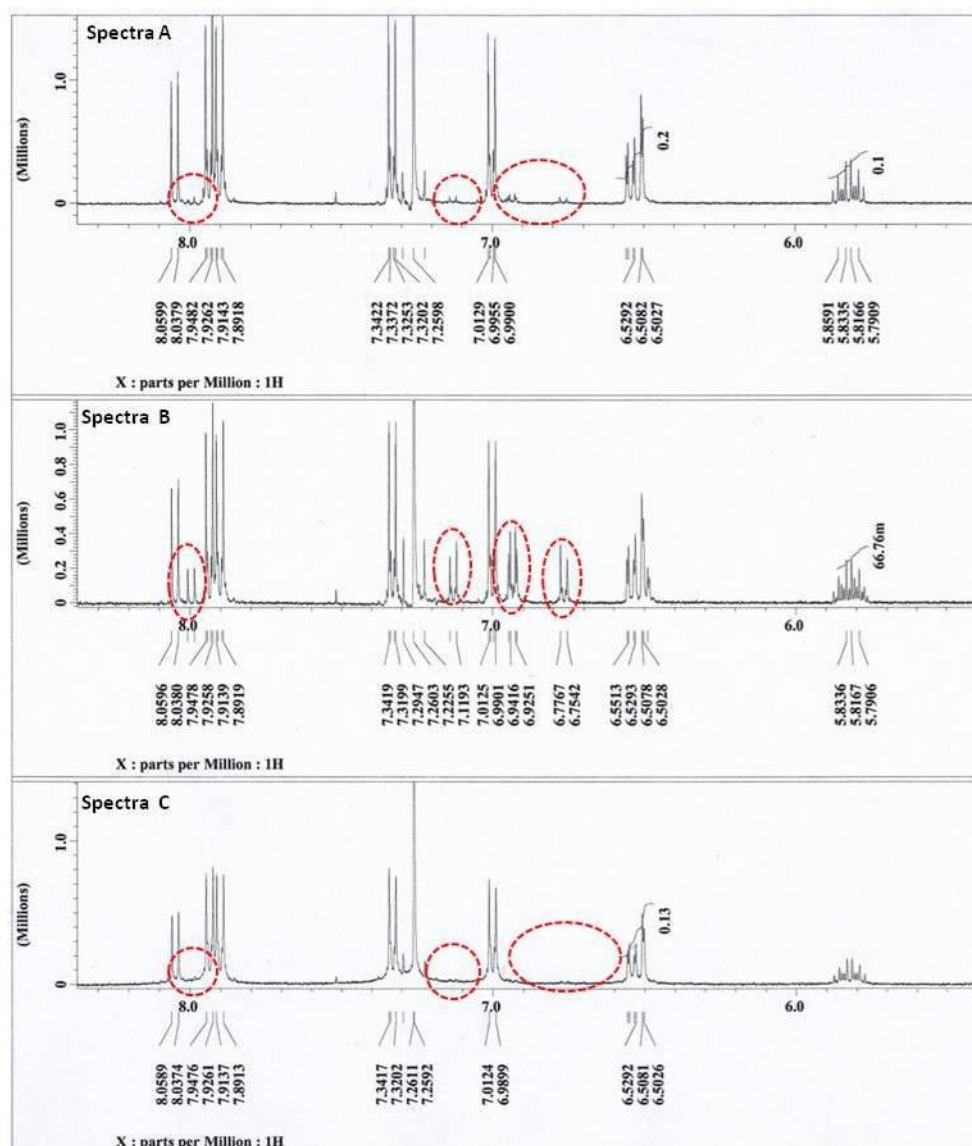 Spectra A
(Millions)
1.0
0
0.2
0.1
8.0 7.0 6.0
8.0599 8.0379 7.9482 7.9262 7.9143 7.8918 7.3422 7.3372 7.3253 7.3202 7.2598 7.0129 6.9955 6.9900 6.5292 6.5082 6.5027 5.8591 5.8335 5.8166 5.7909
X : parts per Million : 1H
Spectra B
(Millions)
1.0
0.8
0.6
0.4
0.2
0
66.76m
8.0 7.0 6.0
8.0596 8.0380 7.9478 7.9258 7.9139 7.8919 7.3419 7.3199 7.2947 7.2603 7.2255 7.1193 7.0125 6.9901 6.9416 6.9251 6.7767 6.7542 6.5513 6.5293 6.5078 6.5028 5.8336 5.8167 5.7906
X : parts per Million : 1H
Spectra C
(Millions)
1.0
0
0.13
8.0 7.0 6.0
8.0589 8.0374 7.9476 7.9261 7.9137 7.8913 7.3417 7.3202 7.2611 7.2592 7.0124 6.9899 6.5292 6.5081 6.5026
X : parts per Million : 1H